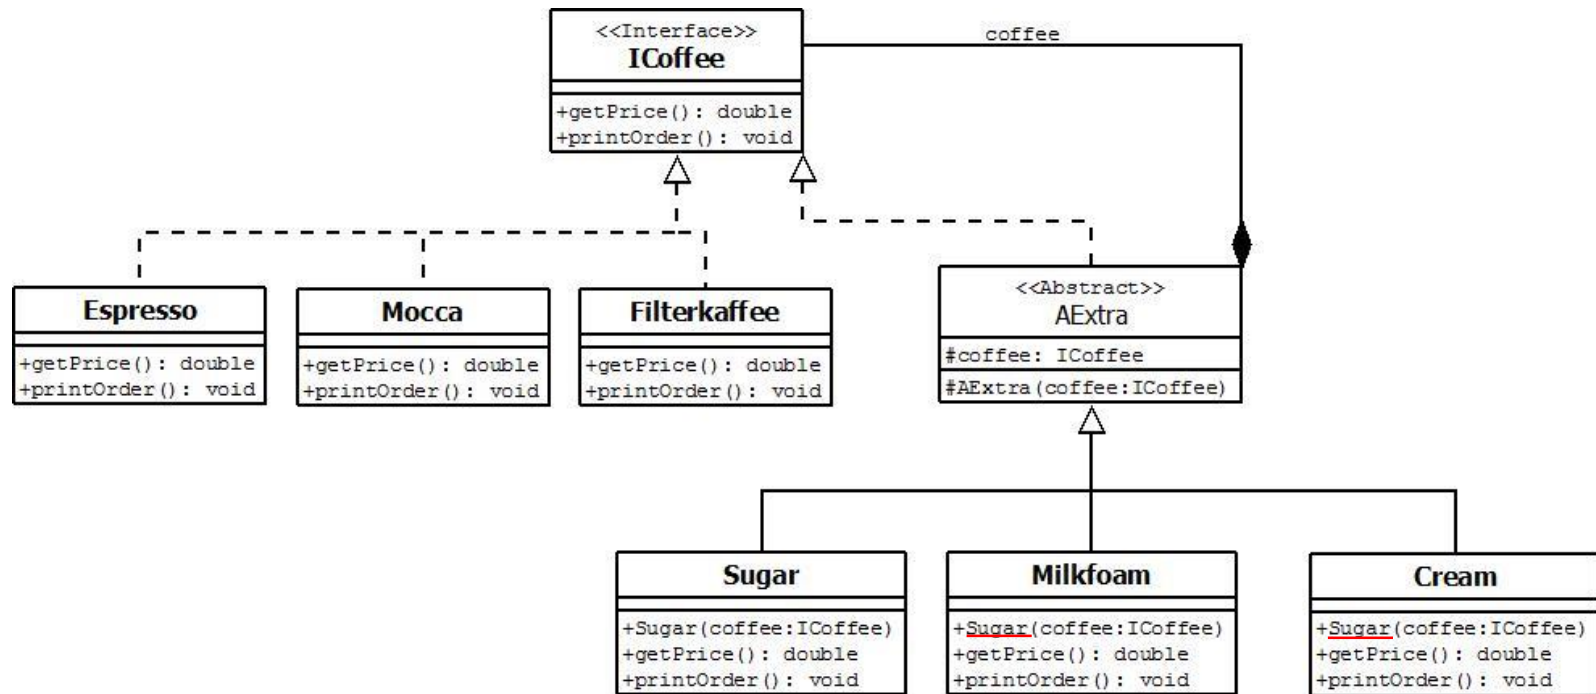 <<Interface>>
ICoffee
+getPrice(): double
+printOrder(): void
coffee
Espresso
+getPrice(): double
+printOrder(): void
Mocca
+getPrice(): double
+printOrder(): void
Filterkaffee
+getPrice(): double
+printOrder(): void
<<Abstract>>
AExtra
#coffee: ICoffee
#AExtra(coffee:ICoffee)
Sugar
+Sugar(coffee:ICoffee)
+getPrice(): double
+printOrder(): void
Milkfoam
+Sugar(coffee:ICoffee)
+getPrice(): double
+printOrder(): void
Cream
+Sugar(coffee:ICoffee)
+getPrice(): double
+printOrder(): void